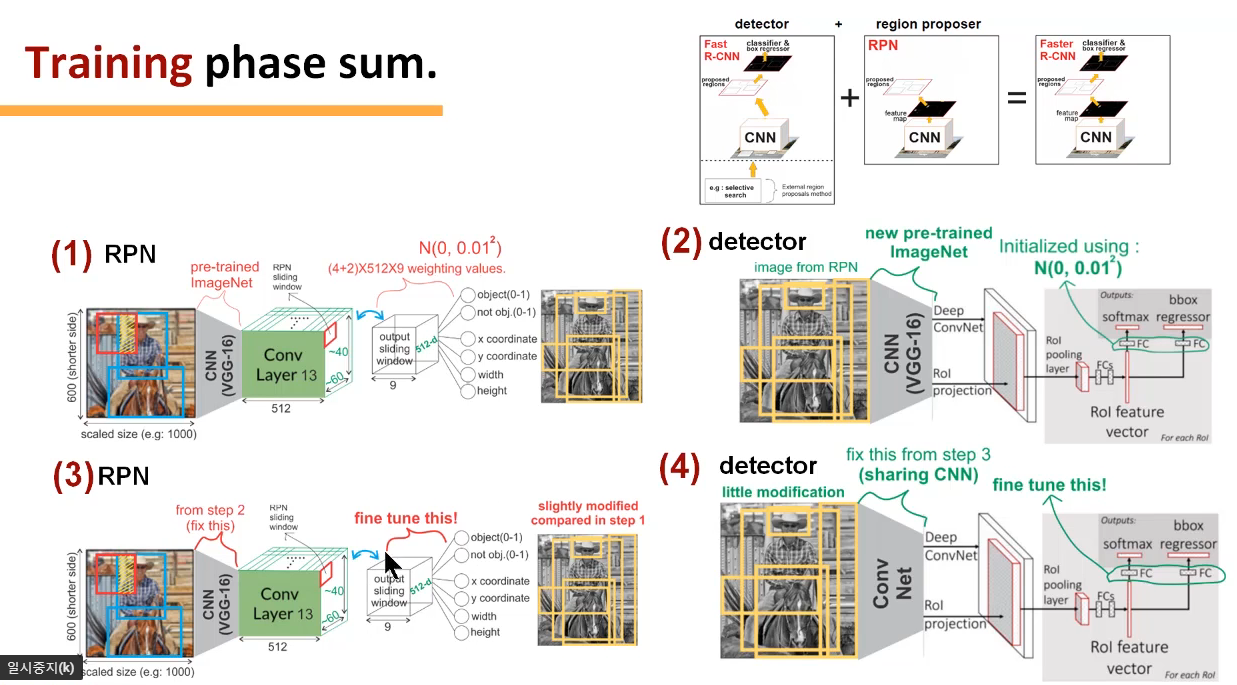 Training phase sum.
detector + region proposer
Fast
R-CNN
classifier &
box regressor
proposed
regions
CNN
e.g : selective
search
External region
proposals method
+
RPN
proposed
regions
feature
map
CNN
=
Faster
R-CNN
classifier &
box regressor
proposed
regions
feature
map
CNN
(1) RPN
pre-trained
ImageNet
RPN
sliding
window
N(0, 0.01²)
(4+2)X512X9 weighting values.
600 (shorter side)
scaled size (e.g: 1000)
CNN
(VGG-16)
Conv
Layer 13
512
~40
~60
output
sliding
window
512-d
9
object(0-1)
not obj.(0-1)
x coordinate
y coordinate
width
height
(2) detector
image from RPN
new pre-trained
ImageNet
Initialized using :
N(0, 0.01²)
CNN
(VGG-16)
Deep
ConvNet
RoI
projection
RoI
pooling
layer
FCs
Outputs:
softmax
bbox
regressor
FC
FC
RoI feature
vector
For each RoI
(3) RPN
from step 2
(fix this)
RPN
sliding
window
fine tune this!
slightly modified
compared in step 1
600 (shorter side)
scaled size (e.g: 1000)
CNN
(VGG-16)
Conv
Layer 13
512
~40
~60
output
sliding
window
512-d
9
object(0-1)
not obj.(0-1)
x coordinate
y coordinate
width
height
(4) detector
little modification
fix this from step 3
(sharing CNN)
fine tune this!
Conv
Net
Deep
ConvNet
RoI
projection
RoI
pooling
layer
FCs
Outputs:
softmax
bbox
regressor
FC
FC
RoI feature
vector
For each RoI
일시중지(k)